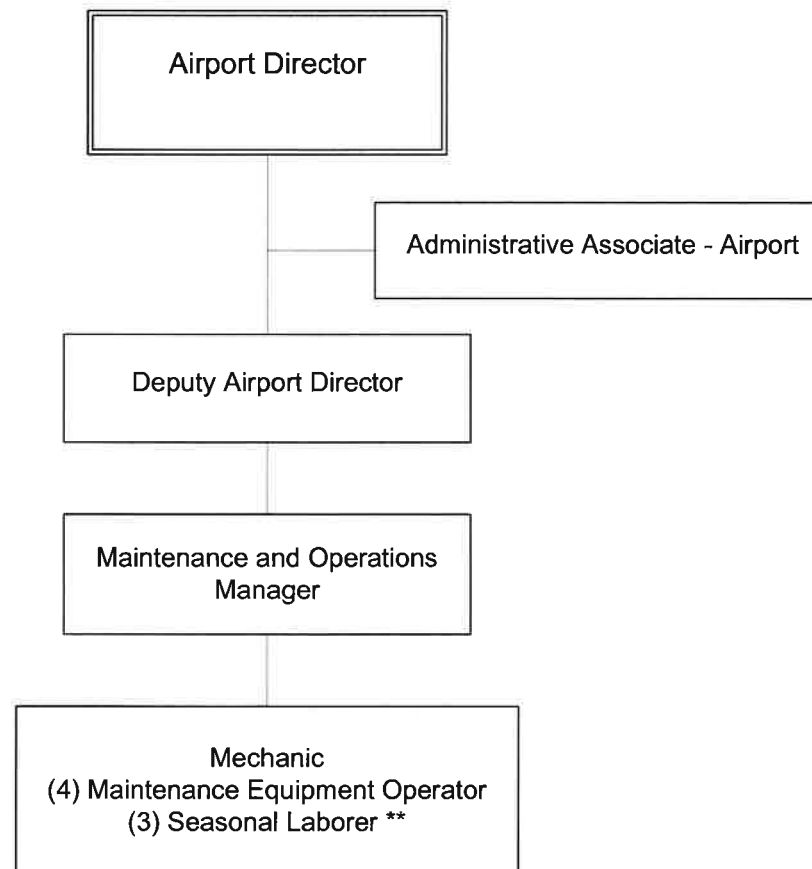 Airport Director
Administrative Associate - Airport
Deputy Airport Director
Maintenance and Operations
Manager
Mechanic
(4) Maintenance Equipment Operator
(3) Seasonal Laborer **